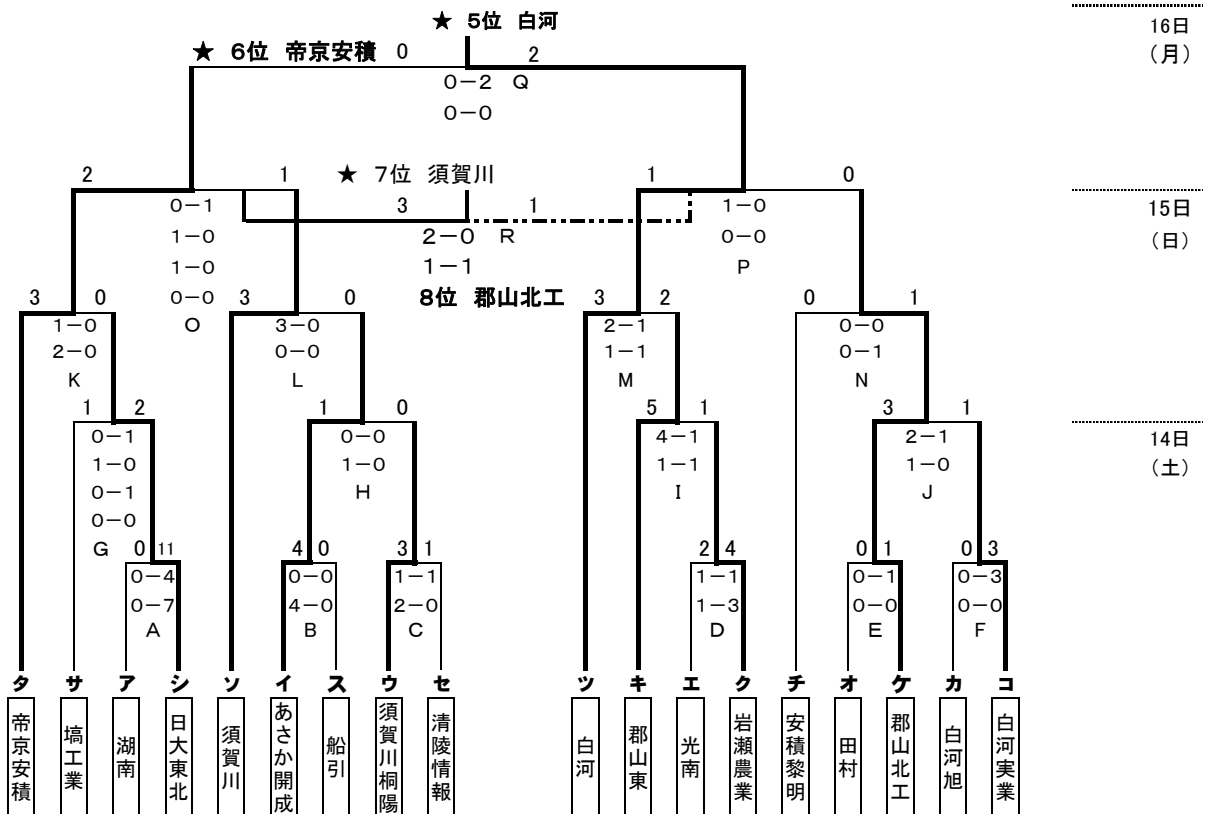 ★ 5位 白河
16日
（月）
★ 6位 帝京安積 0 2
0－2 Q
0－0
2 1 ★ 7位 須賀川 1 0
0－1 3 1 1－0 15日
1－0 2－0 R 0－0 （日）
1－0 1－1 P
0－0 8位 郡山北工
3 0 O 3 0 3 2 0 1
1－0 3－0 2－1 0－0
2－0 0－0 1－1 0－1
K L M N
1 2 1 0 5 1 3 1
0－1 0－0 4－1 2－1 14日
1－0 1－0 1－1 1－0 （土）
0－1 H I J
0－0
G 0 11 4 0 3 1 2 4 0 1 0 3
0－4 0－0 1－1 1－1 0－1 0－3
0－7 4－0 2－0 1－3 0－0 0－0
A B C D E F
タ サ ア シ ソ イ ス ウ セ ツ キ エ ク チ オ ケ カ コ
帝京安積
塙工業
湖南
日大東北
須賀川
あさか開成
船引
須賀川桐陽
清陵情報
白河
郡山東
光南
岩瀬農業
安積黎明
田村
郡山北工
白河旭
白河実業